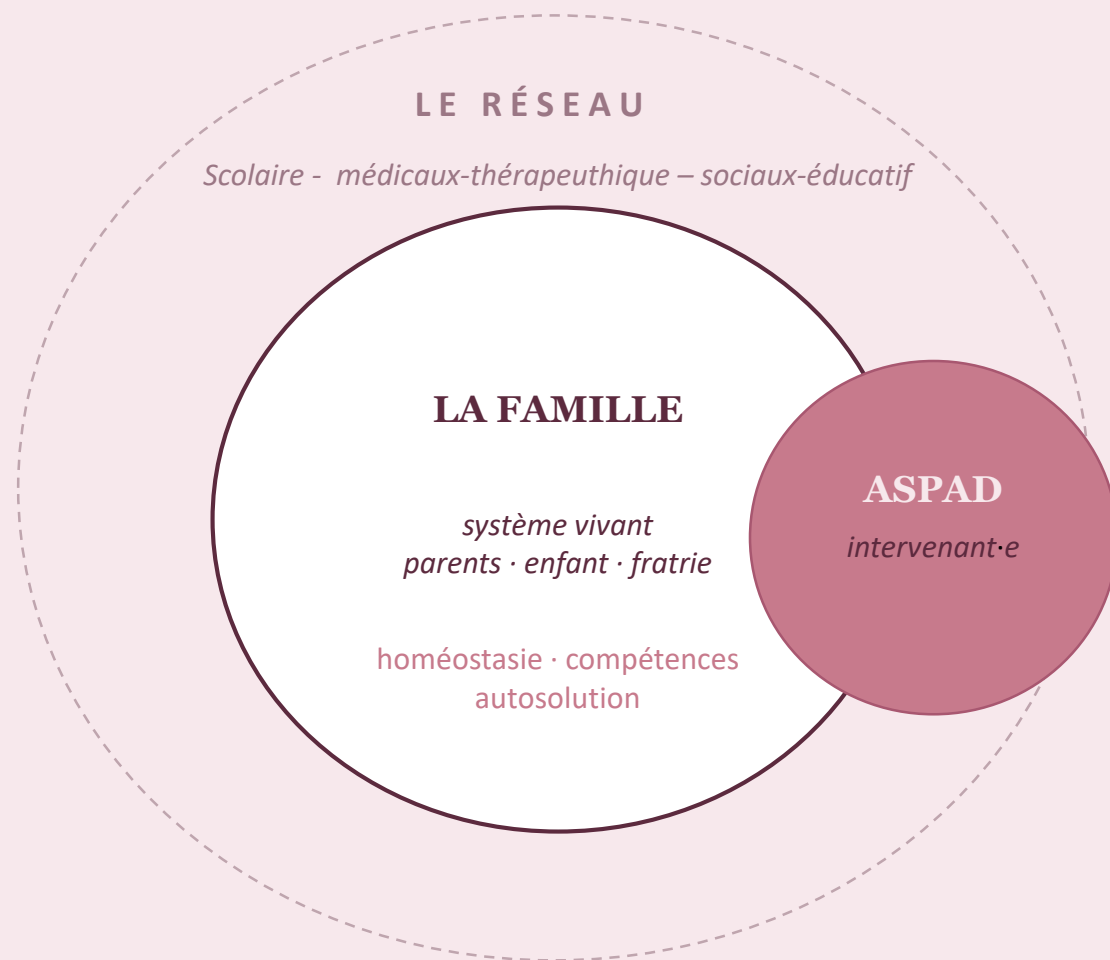 LE RÉSEAU
Scolaire -  médicaux-thérapeuthique – sociaux-éducatif
LA FAMILLE
système vivant
parents · enfant · fratrie
homéostasie · compétences
autosolution
ASPAD
intervenant·e